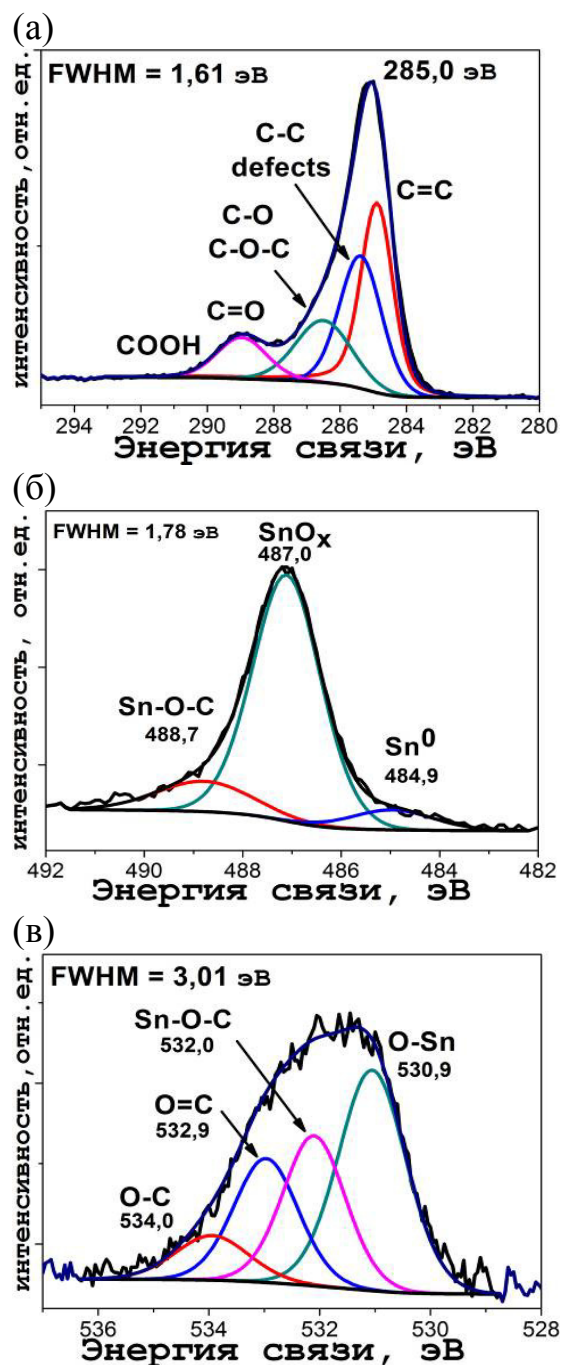 (а)
FWHM = 1,61 эВ
285,0 эВ
C-C
defects
C=C
C-O
C-O-C
C=O
COOH
интенсивность,отн.ед.
294 292 290 288 286 284 282 280
Энергия связи, эВ
(б)
FWHM = 1,78 эВ
SnOx
487,0
Sn-O-C
488,7
Sn0
484,9
интенсивность, отн.ед.
492 490 488 486 484 482
Энергия связи, эВ
(в)
FWHM = 3,01 эВ
Sn-O-C
532,0
O-Sn
530,9
O=C
532,9
O-C
534,0
интенсивность,отн.ед.
536 534 532 530 528
Энергия связи, эВ